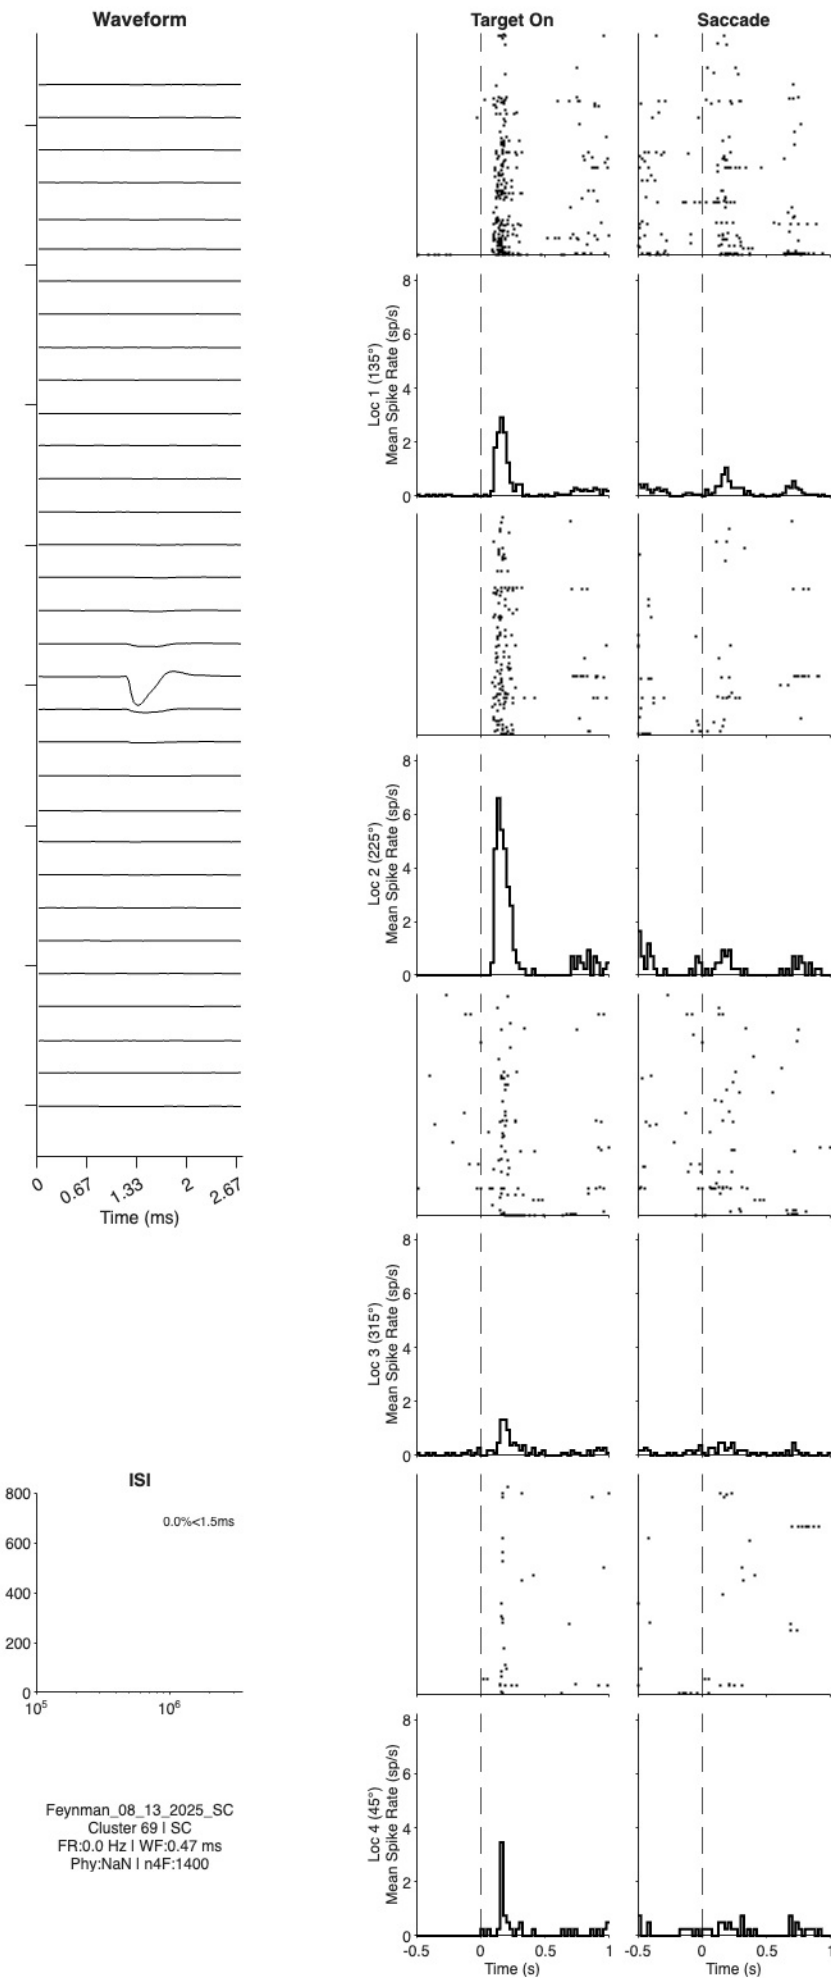 Waveform
0
0.67
1.33
2
2.67
Time (ms)
ISI
800
600
400
200
0
0.0%<1.5ms
10^5
10^6
Feynman_08_13_2025_SC
Cluster 69 | SC
FR:0.0 Hz | WF:0.47 ms
Phy:NaN | n4F:1400
Target On
Saccade
Loc 1 (135°)
Mean Spike Rate (sp/s)
8
6
4
2
0
Loc 2 (225°)
Mean Spike Rate (sp/s)
8
6
4
2
0
Loc 3 (315°)
Mean Spike Rate (sp/s)
8
6
4
2
0
Loc 4 (45°)
Mean Spike Rate (sp/s)
8
6
4
2
0
-0.5
0
0.5
1
Time (s)
-0.5
0
0.5
1
Time (s)